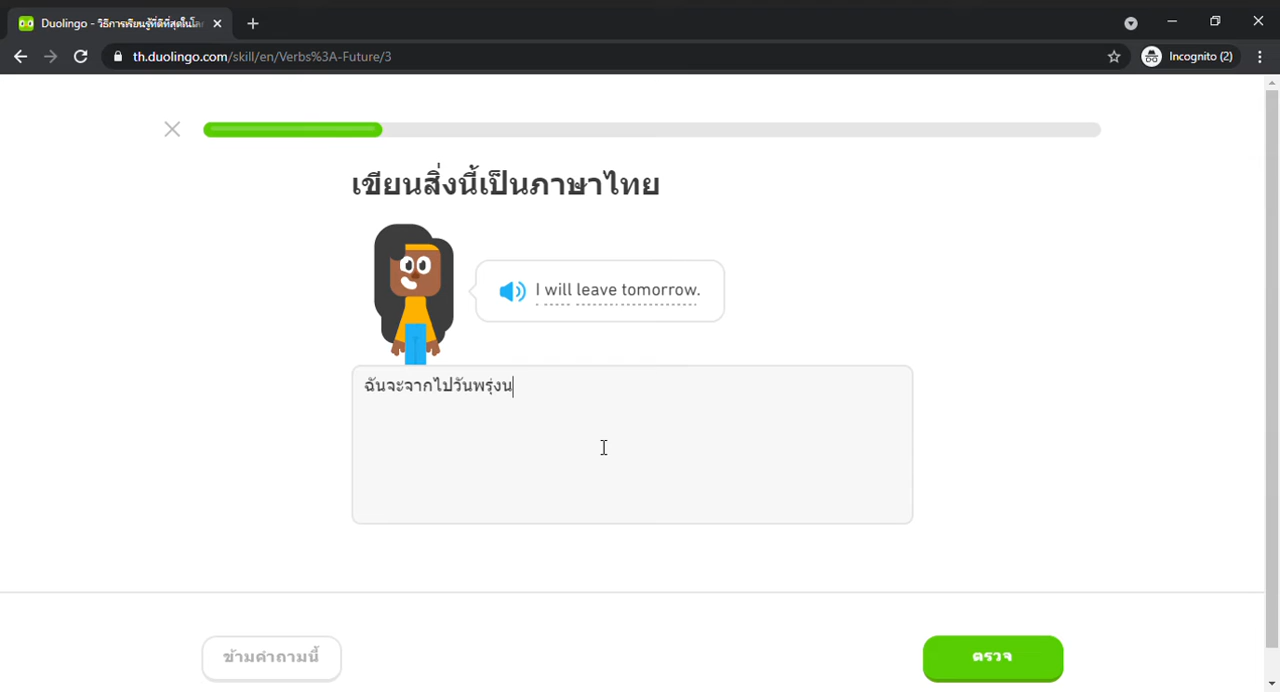 Duolingo - วิธีการเรียนรู้ที่ดีที่สุดในโล
th.duolingo.com/skill/en/Verbs%3A-Future/3
Incognito (2)
เขียนสิ่งนี้เป็นภาษาไทย
I will leave tomorrow.
ฉันจะจากไปวันพรุ่งน
ข้ามคำถามนี้
ตรวจ